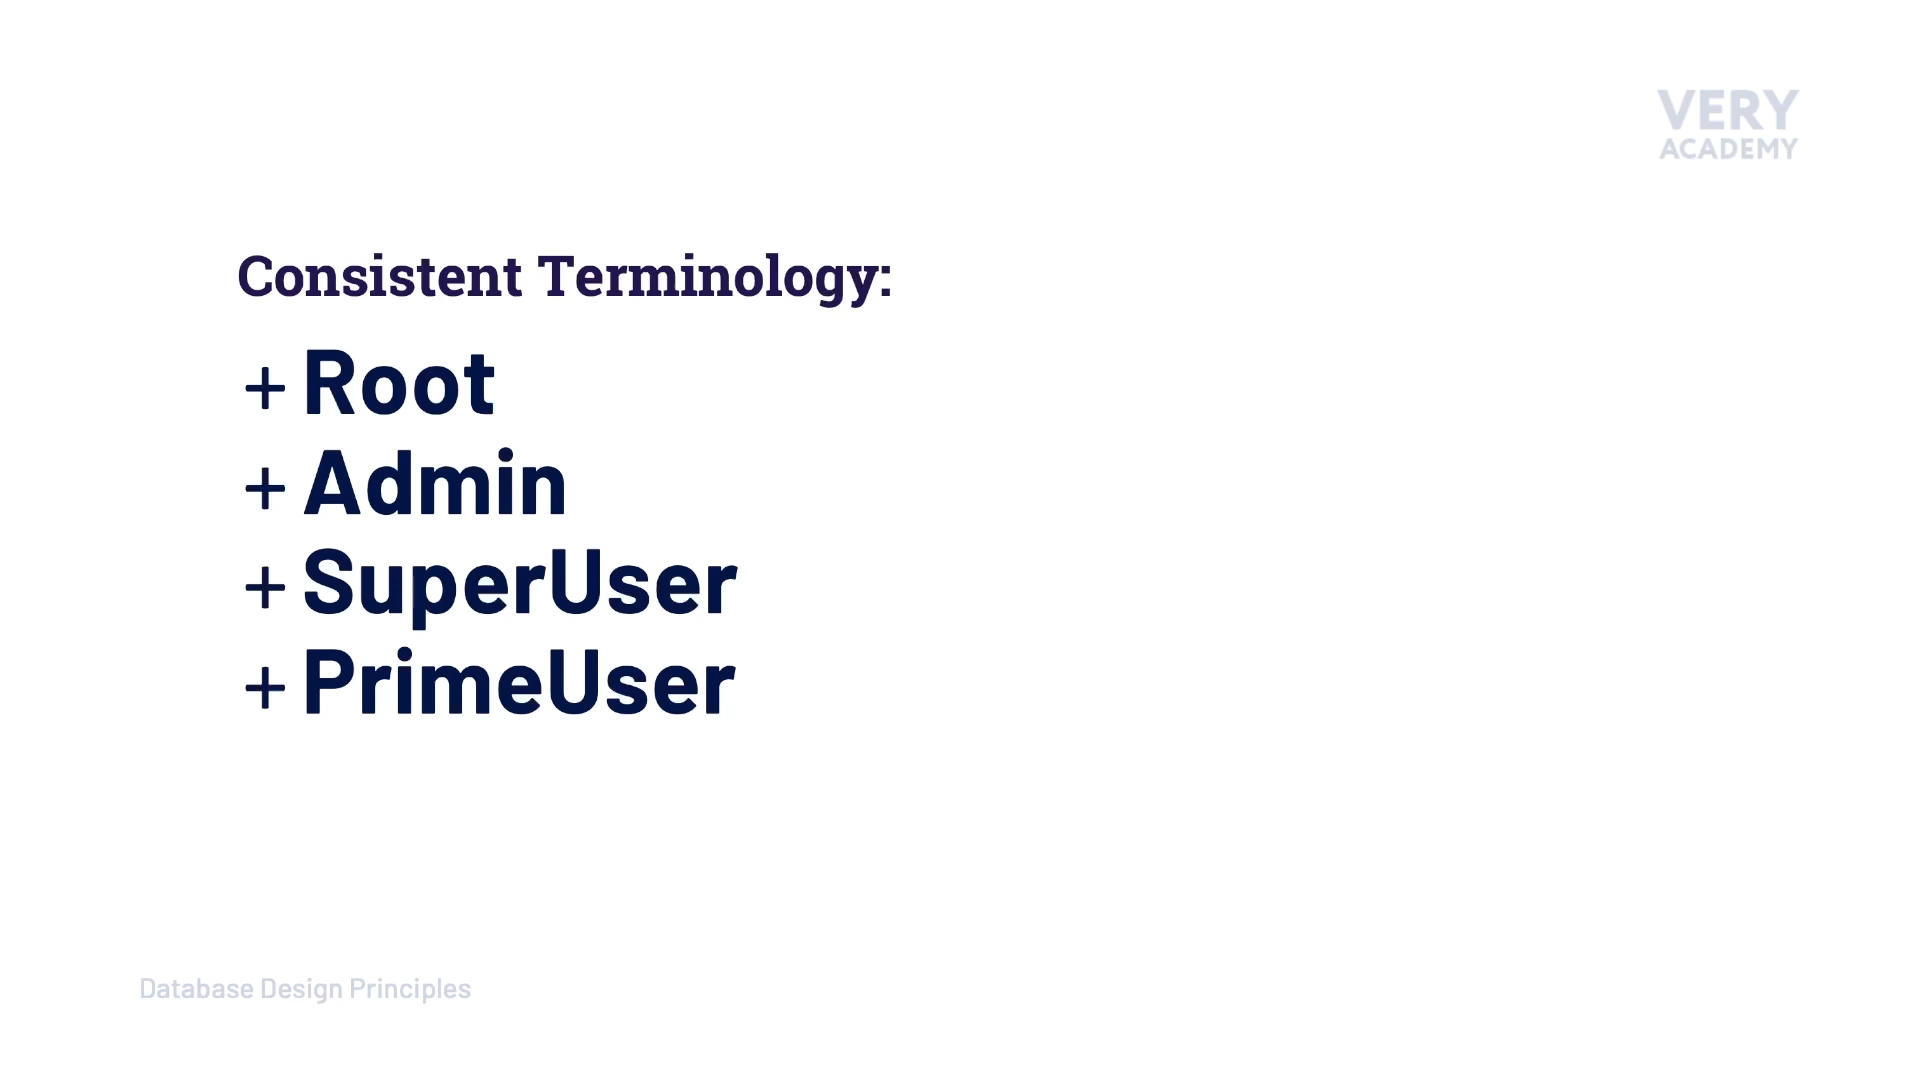 VERY
ACADEMY
Consistent Terminology:
+ Root
+ Admin
+ SuperUser
+ PrimeUser
Database Design Principles